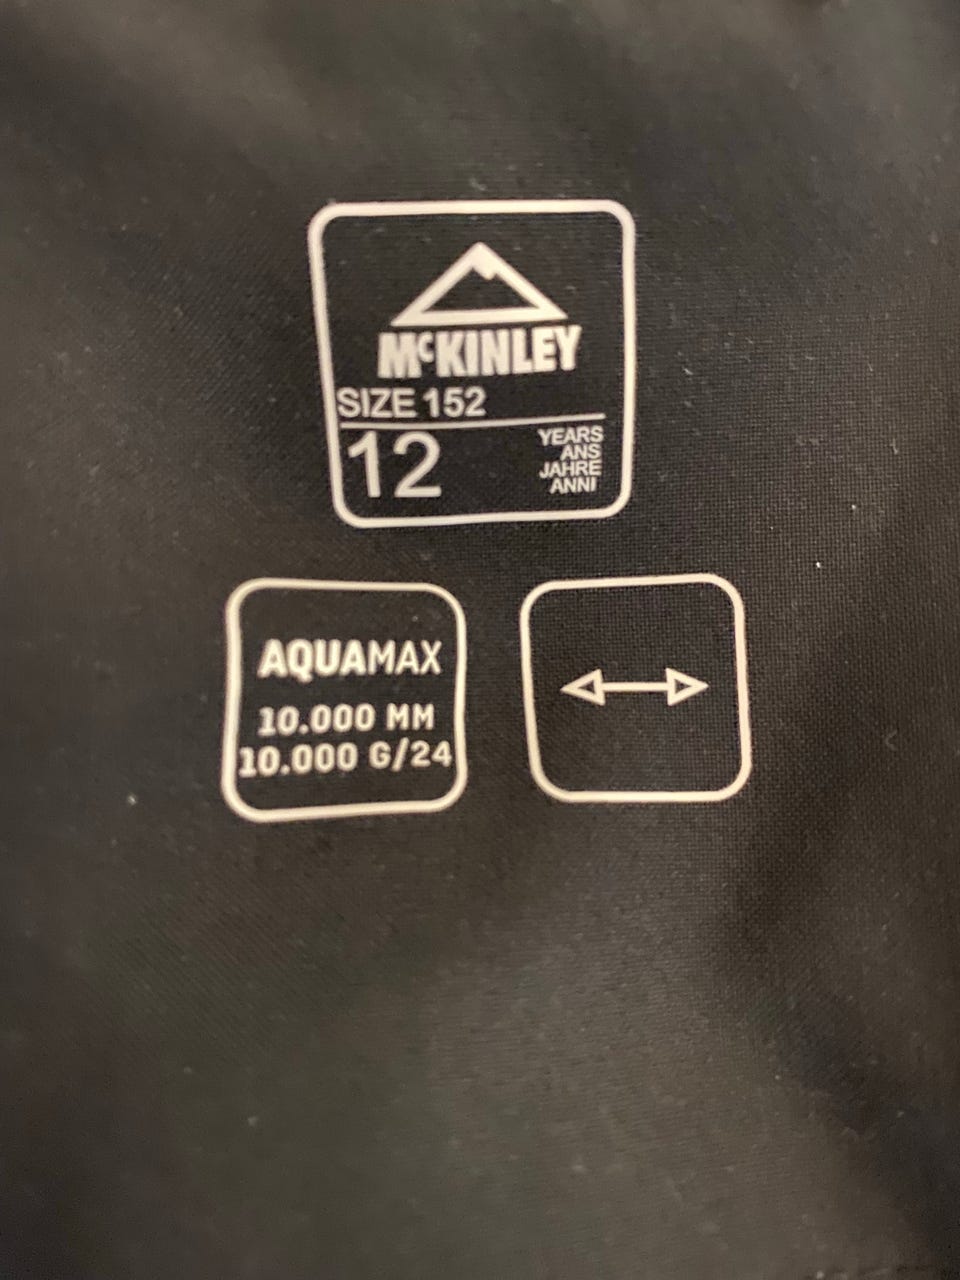 McKINLEY
SIZE 152
12
YEARS
ANS
JAHRE
ANNI
AQUAMAX
10.000 MM
10.000 G/24